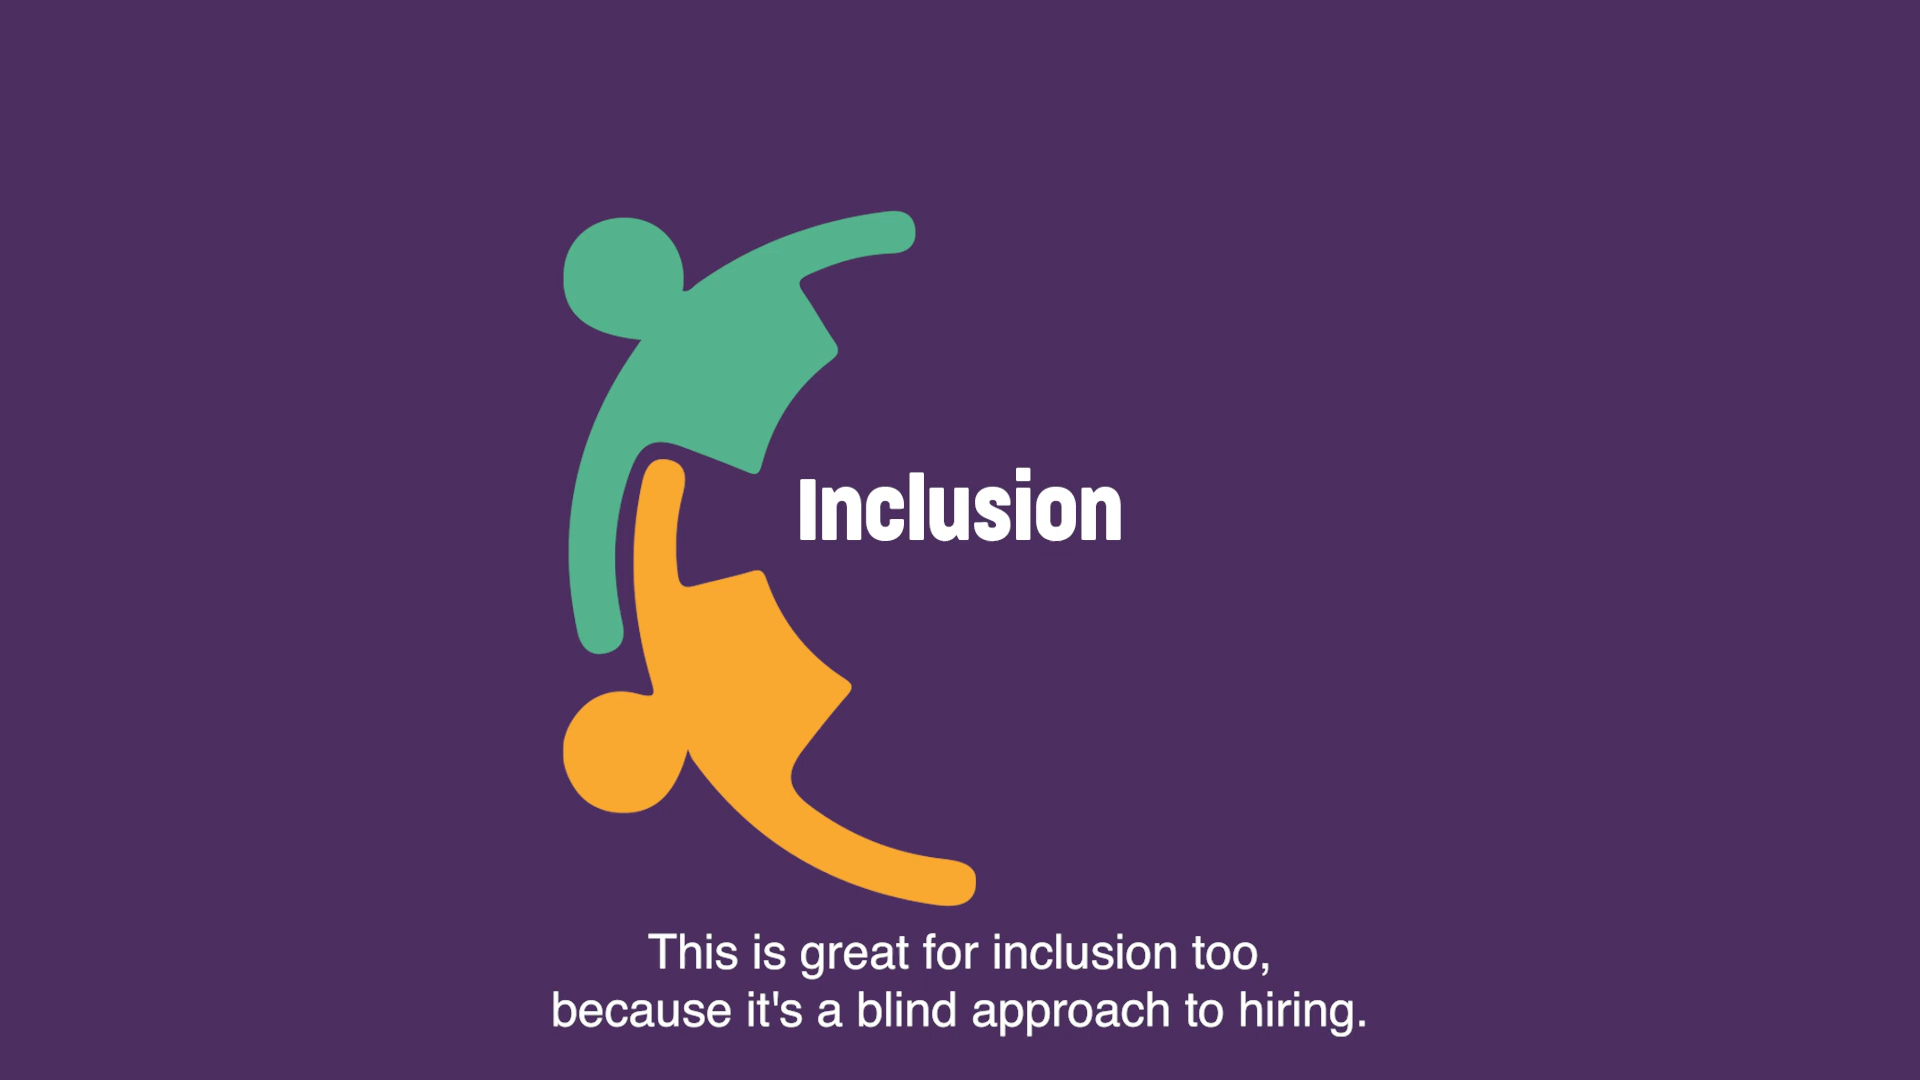 Inclusion
This is great for inclusion too,
because it's a blind approach to hiring.